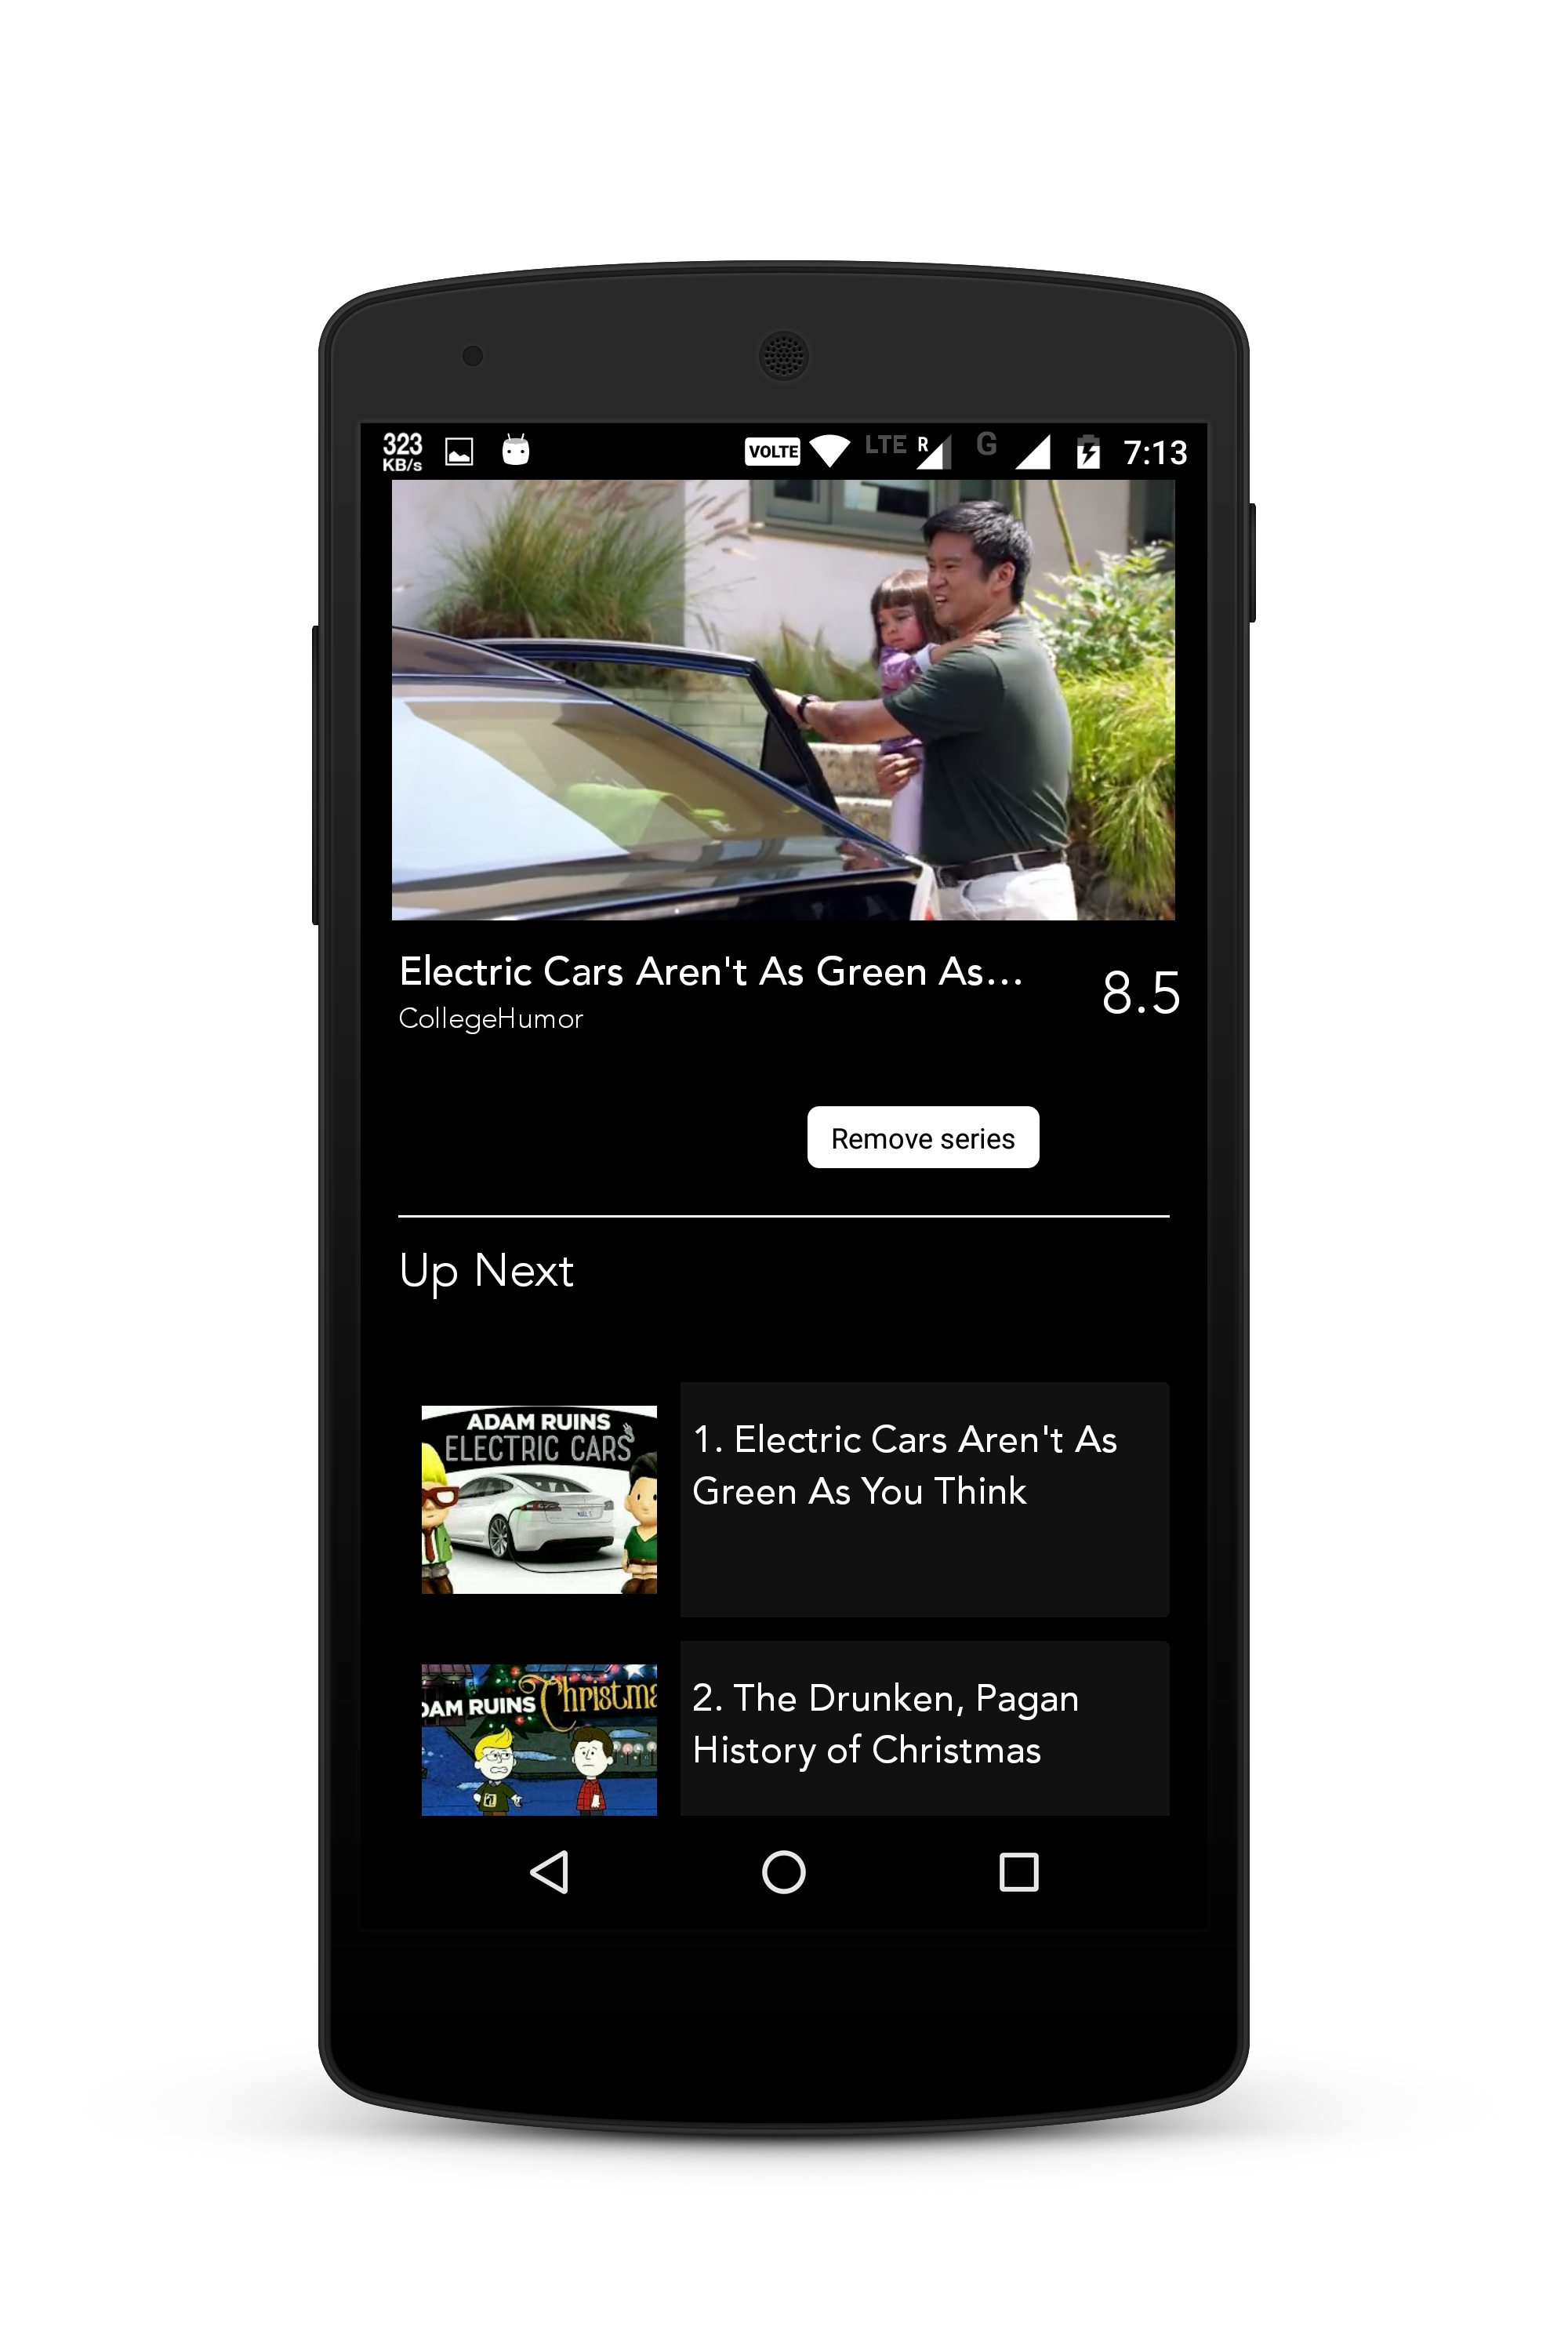 323
KB/s
VOLTE
LTE
R
G
7:13
Electric Cars Aren't As Green As...
CollegeHumor
8.5
Remove series
Up Next
ADAM RUINS
ELECTRIC CARS
1. Electric Cars Aren't As
Green As You Think
DAM RUINS Christma
2. The Drunken, Pagan
History of Christmas